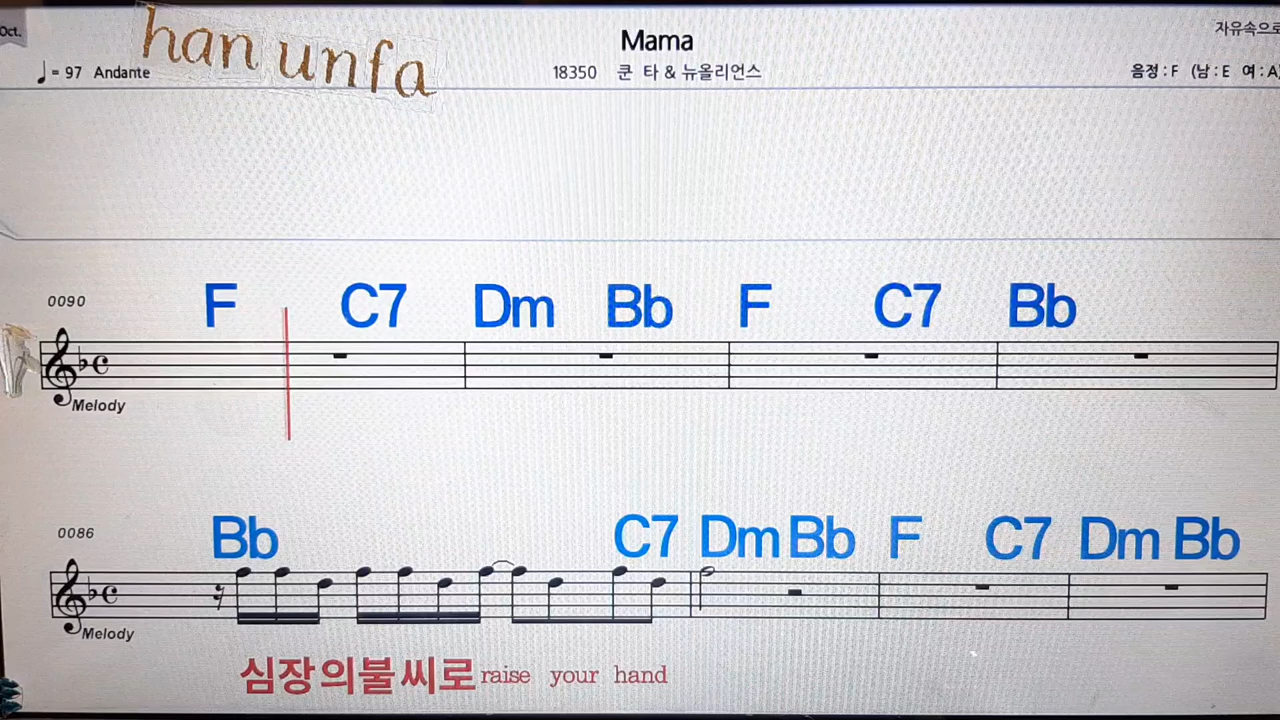 Oct.
han unfa
Mama
자유속으로
♩= 97 Andante
18350 쿤 타 & 뉴올리언스
음정 : F (남 : E 여 : A)
0090
F C7 Dm Bb F C7 Bb
Melody
0086
Bb C7 Dm Bb F C7 Dm Bb
Melody
심장의불씨로 raise your hand